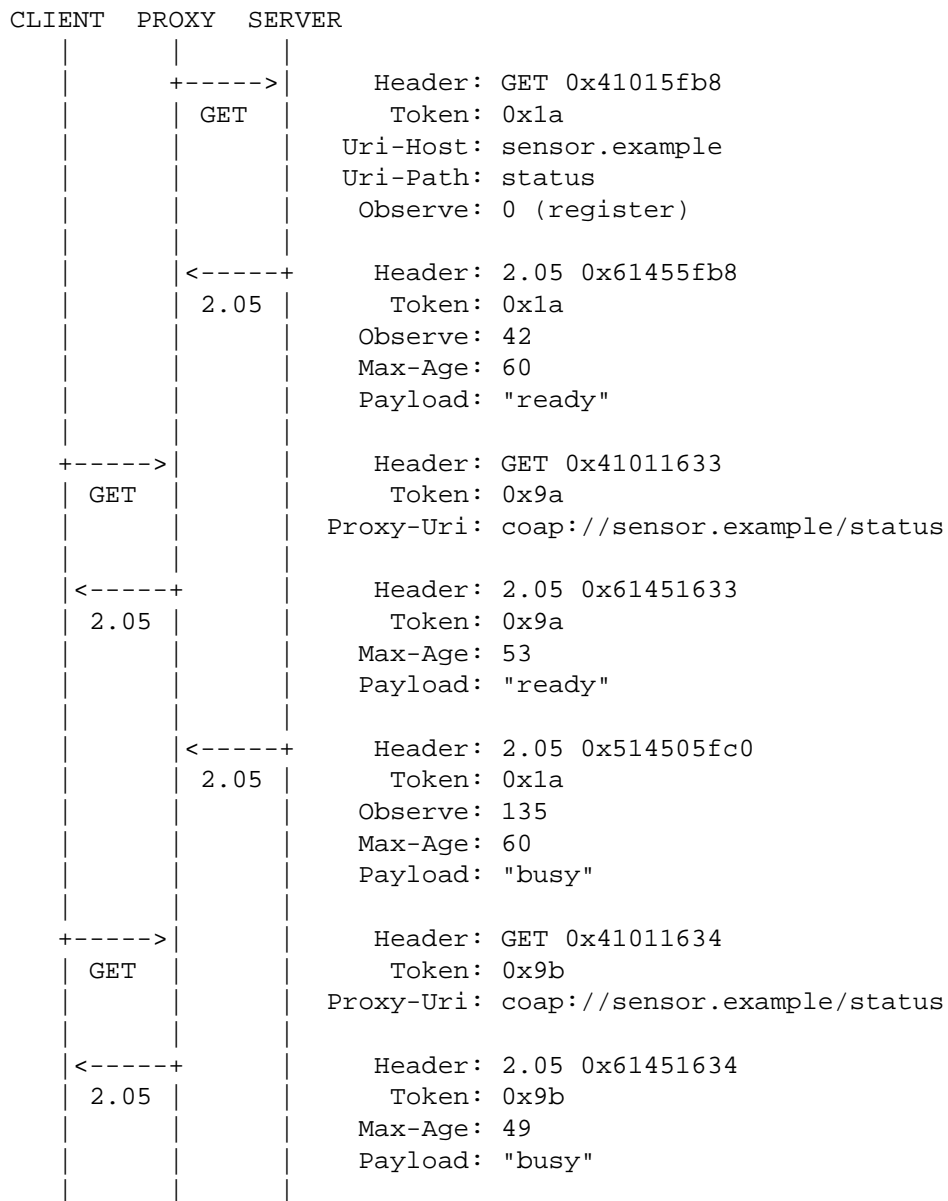 CLIENT PROXY SERVER
Header: GET 0x41015fb8
GET Token: 0x1a
Uri-Host: sensor.example
Uri-Path: status
Observe: 0 (register)
Header: 2.05 0x61455fb8
2.05 Token: 0x1a
Observe: 42
Max-Age: 60
Payload: "ready"
Header: GET 0x41011633
GET Token: 0x9a
Proxy-Uri: coap://sensor.example/status
Header: 2.05 0x61451633
2.05 Token: 0x9a
Max-Age: 53
Payload: "ready"
Header: 2.05 0x514505fc0
2.05 Token: 0x1a
Observe: 135
Max-Age: 60
Payload: "busy"
Header: GET 0x41011634
GET Token: 0x9b
Proxy-Uri: coap://sensor.example/status
Header: 2.05 0x61451634
2.05 Token: 0x9b
Max-Age: 49
Payload: "busy"